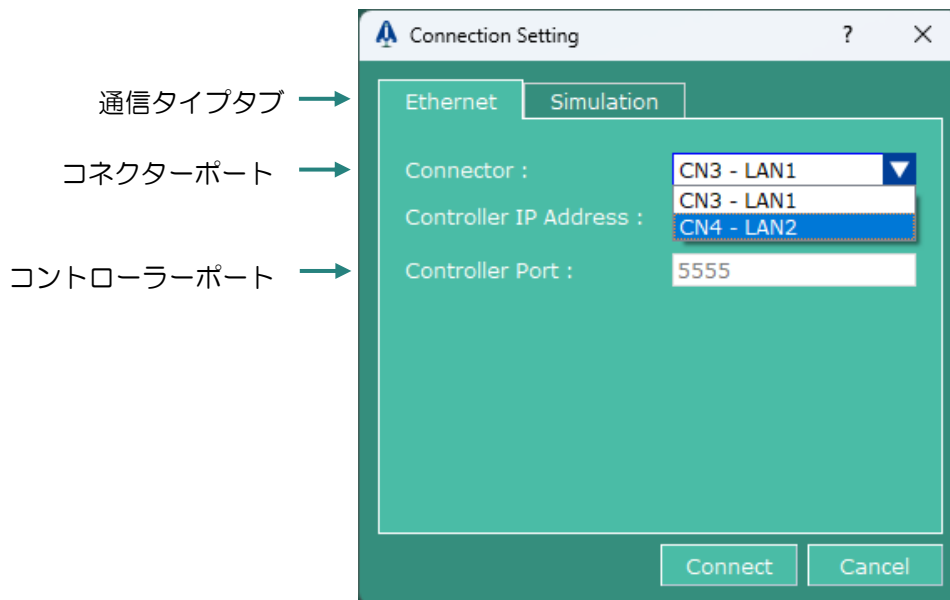 Connection Setting
?
通信タイプタブ
Ethernet
Simulation
コネクターポート
Connector :
CN3 - LAN1
CN3 - LAN1
CN4 - LAN2
Controller IP Address :
コントローラーポート
Controller Port :
5555
Connect
Cancel